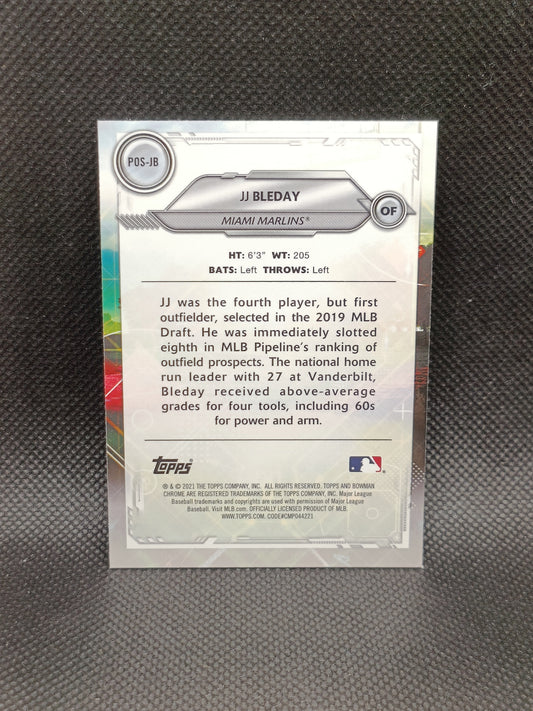 POS-JB
JJ BLEDAY
MIAMI MARLINS®
OF
HT: 6'3" WT: 205
BATS: Left THROWS: Left
JJ was the fourth player, but first
outfielder, selected in the 2019 MLB
Draft. He was immediately slotted
eighth in MLB Pipeline's ranking of
outfield prospects. The national home
run leader with 27 at Vanderbilt,
Bleday received above-average
grades for four tools, including 60s
for power and arm.
Topps
® & © 2021 THE TOPPS COMPANY, INC. ALL RIGHTS RESERVED. TOPPS AND BOWMAN
CHROME ARE REGISTERED TRADEMARKS OF THE TOPPS COMPANY, INC. Major League
Baseball trademarks and copyrights are used with permission of Major League
Baseball. Visit MLB.com. OFFICIALLY LICENSED PRODUCT OF MLB.
WWW.TOPPS.COM. CODE#CMP044221